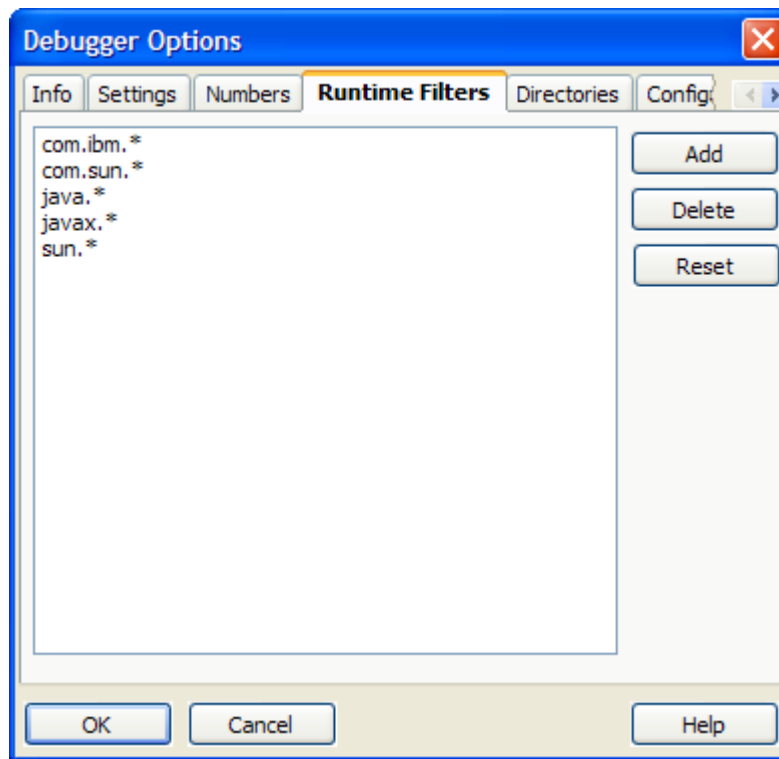 Debugger Options
Info Settings Numbers Runtime Filters Directories
com.ibm.*
com.sun.*
java.*
javax.*
sun.*
Add
Delete
Reset
OK Cancel Help